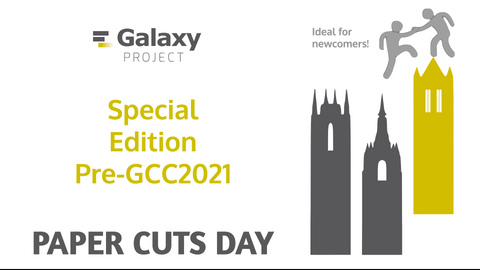 Galaxy
PROJECT
Ideal for
newcomers!
Special
Edition
Pre-GCC2021
PAPER CUTS DAY